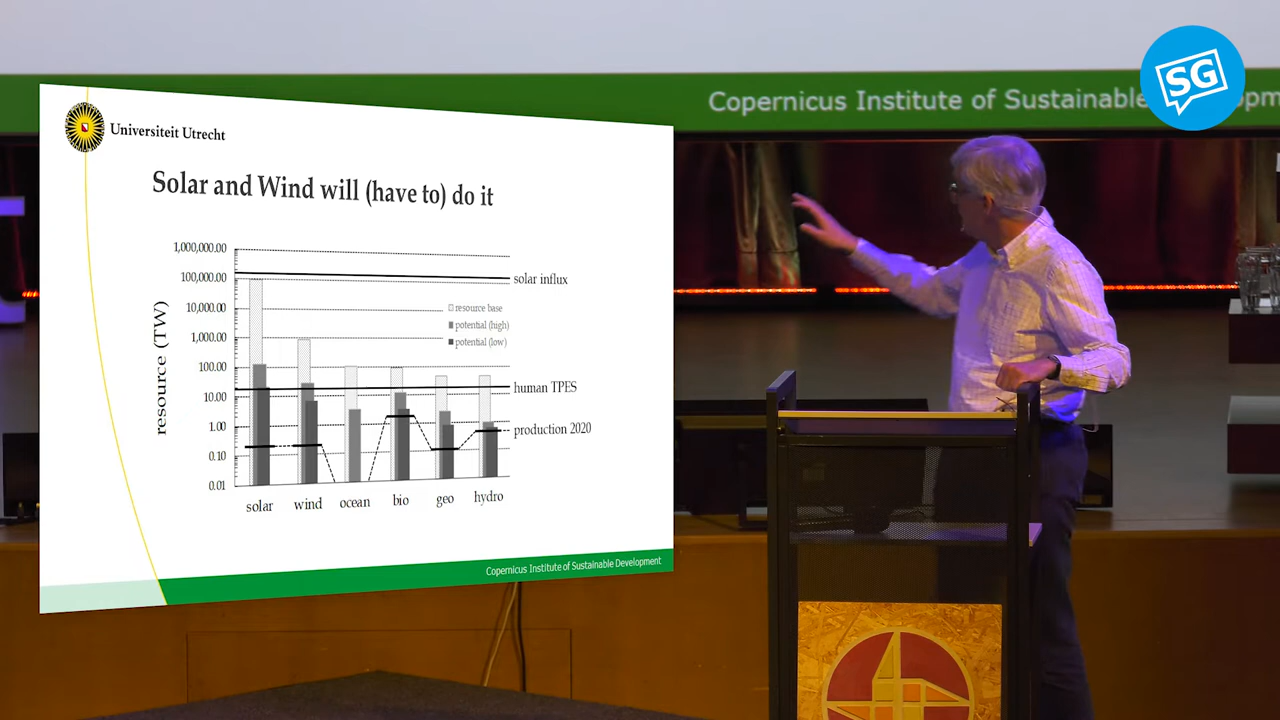 SG
Copernicus Institute of Sustainable
Universiteit Utrecht
Solar and Wind will (have to) do it
1,000,000.00
100,000.00
10,000.00
1,000.00
100.00
10.00
1.00
0.10
0.01
resource (TW)
solar influx
resource base
potential (high)
potential (low)
human TPES
production 2020
solar wind ocean bio geo hydro
Copernicus Institute of Sustainable Development